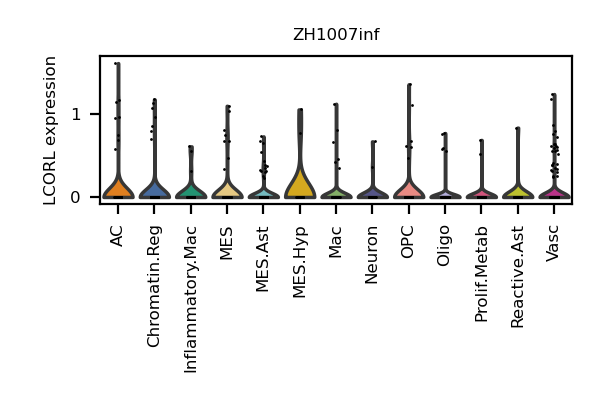 ZH1007inf
LCORL expression
1
0
AC
Chromatin.Reg
Inflammatory.Mac
MES
MES.Ast
MES.Hyp
Mac
Neuron
OPC
Oligo
Prolif.Metab
Reactive.Ast
Vasc